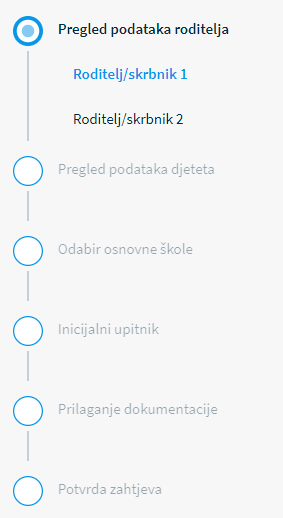 Pregled podataka roditelja
Roditelj/skrbnik 1
Roditelj/skrbnik 2
Pregled podataka djeteta
Odabir osnovne škole
Inicijalni upitnik
Prilaganje dokumentacije
Potvrda zahtjeva